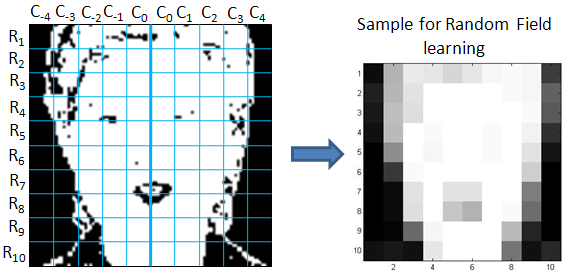 C-4 C-3 C-2 C-1 C0 C0 C1 C2 C3 C4
R1
R2
R3
R4
R5
R6
R7
R8
R9
R10
Sample for Random Field
learning
1
2
3
4
5
6
7
8
9
10
2 4 6 8 10